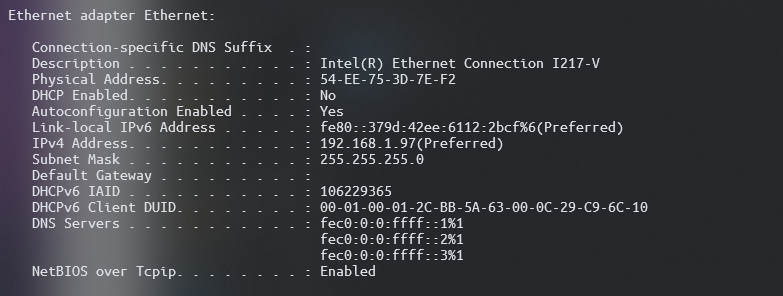 Ethernet adapter Ethernet:
Connection-specific DNS Suffix  . :
Description . . . . . . . . . . . : Intel(R) Ethernet Connection I217-V
Physical Address. . . . . . . . . : 54-EE-75-3D-7E-F2
DHCP Enabled. . . . . . . . . . . : No
Autoconfiguration Enabled . . . . : Yes
Link-local IPv6 Address . . . . . : fe80::379d:42ee:6112:2bcf%6(Preferred)
IPv4 Address. . . . . . . . . . . : 192.168.1.97(Preferred)
Subnet Mask . . . . . . . . . . . : 255.255.255.0
Default Gateway . . . . . . . . . :
DHCPv6 IAID . . . . . . . . . . . : 106229365
DHCPv6 Client DUID. . . . . . . . : 00-01-00-01-2C-BB-5A-63-00-0C-29-C9-6C-10
DNS Servers . . . . . . . . . . . : fec0:0:0:ffff::1%1
fec0:0:0:ffff::2%1
fec0:0:0:ffff::3%1
NetBIOS over Tcpip. . . . . . . . : Enabled